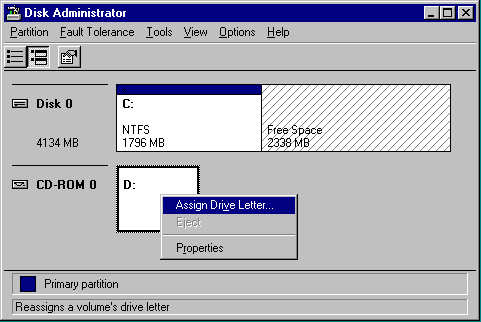 Disk Administrator
Partition Fault Tolerance Tools View Options Help
Disk 0
4134 MB
C:
NTFS
1796 MB
Free Space
2338 MB
CD-ROM 0
D:
Assign Drive Letter...
Eject
Properties
Primary partition
Reassigns a volume's drive letter